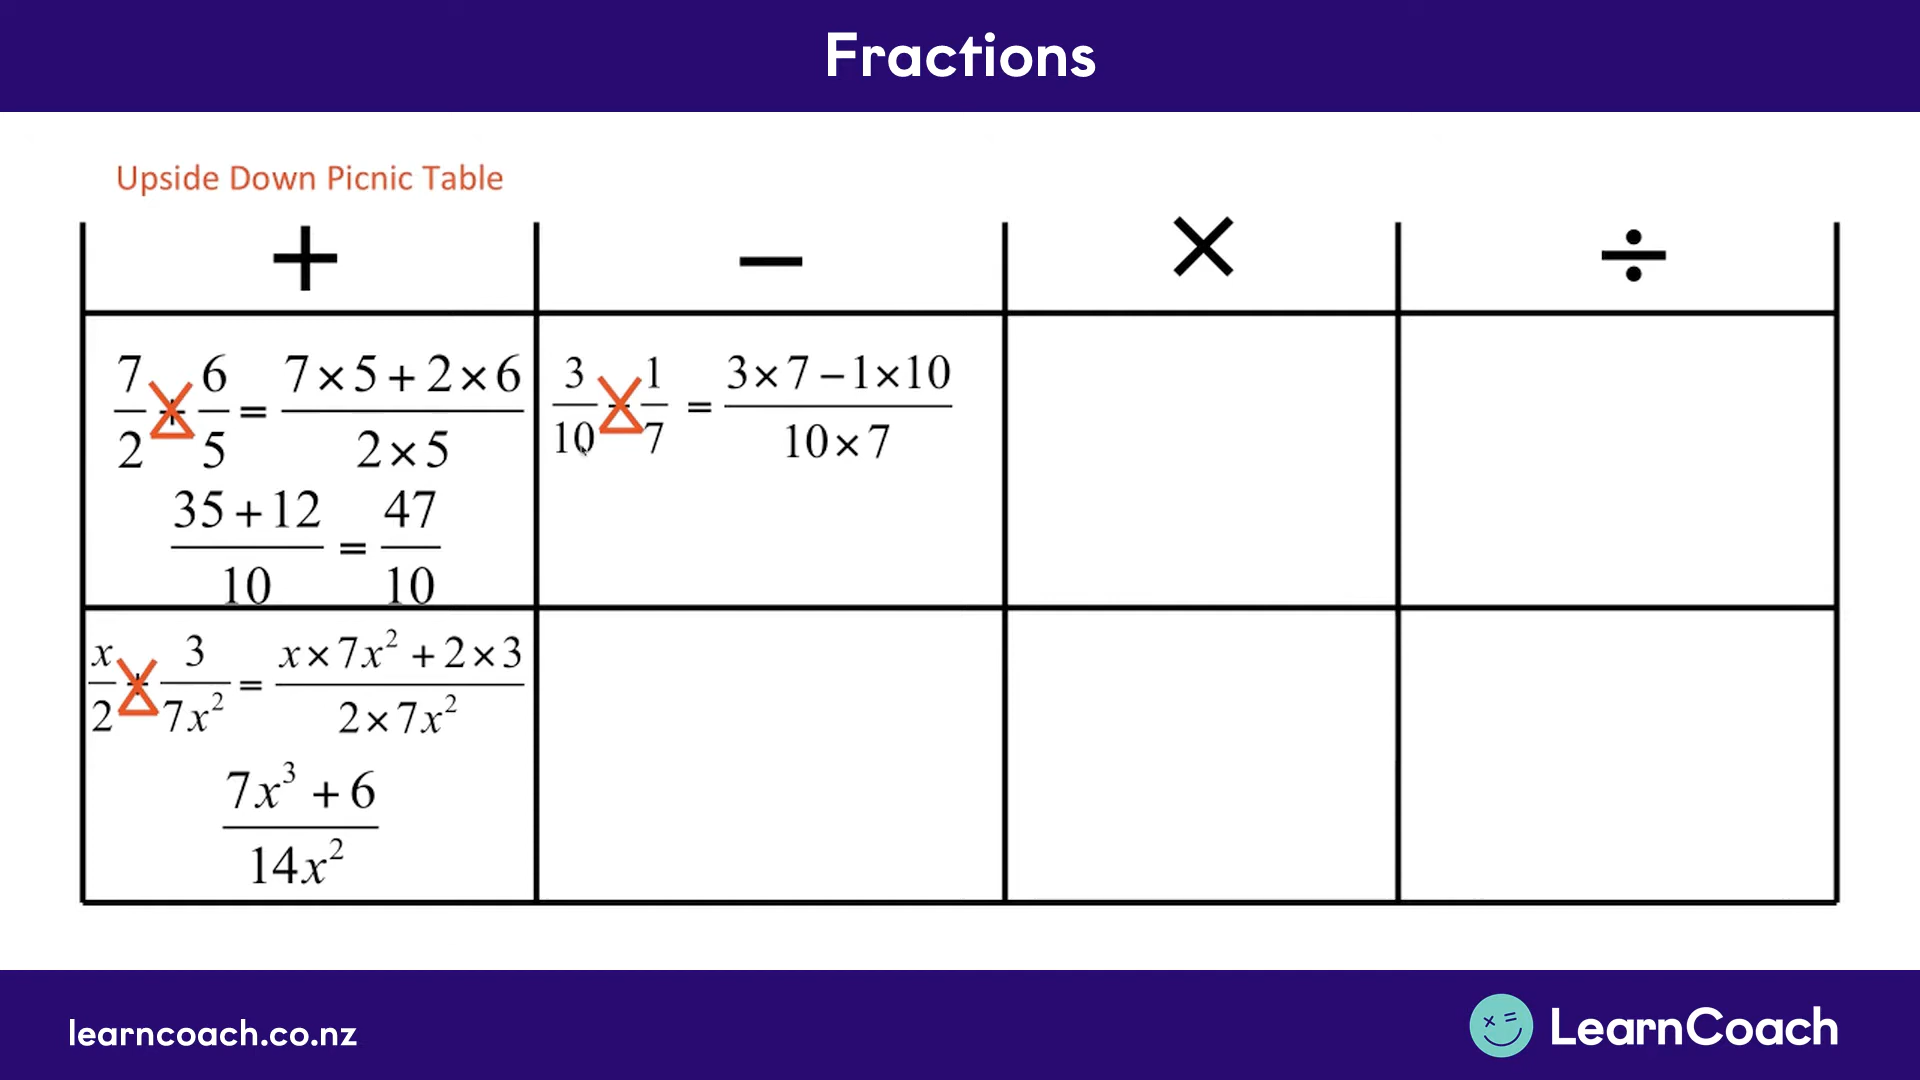 Fractions
Upside Down Picnic Table
+ − × ÷
7/2 + 6/5 = (7×5+2×6)/(2×5)
(35+12)/10 = 47/10
x/2 + 3/(7x²) = (x×7x²+2×3)/(2×7x²)
(7x³+6)/(14x²)
3/10 − 1/7 = (3×7−1×10)/(10×7)
learncoach.co.nz
LearnCoach